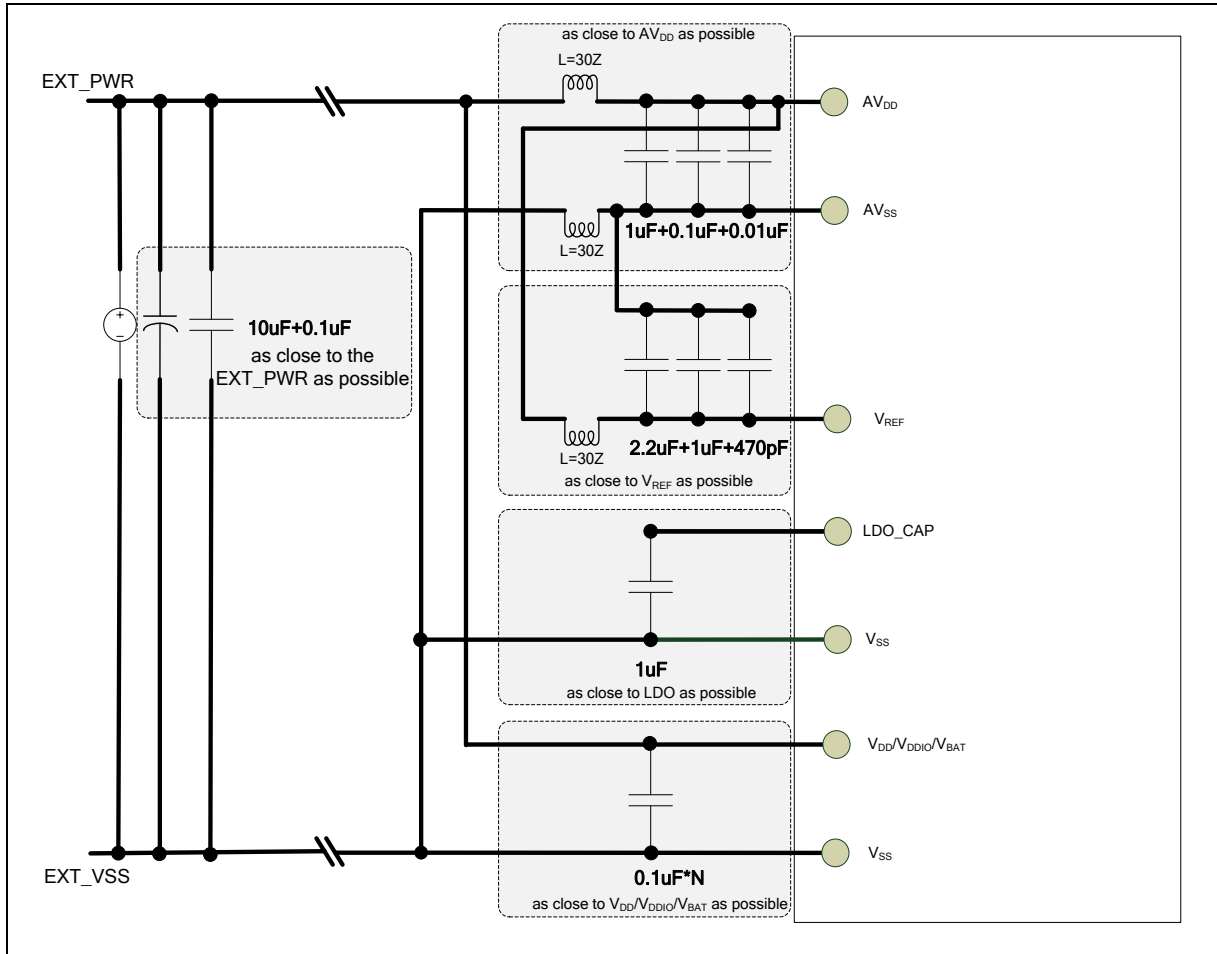 as close to AVDD as possible
L=30Z
EXT_PWR
AVDD
AVSS
1uF+0.1uF+0.01uF
L=30Z
10uF+0.1uF
as close to the
EXT_PWR as possible
VREF
2.2uF+1uF+470pF
L=30Z
as close to VREF as possible
LDO_CAP
VSS
1uF
as close to LDO as possible
VDD/VDDIO/VBAT
VSS
EXT_VSS
0.1uF*N
as close to VDD/VDDIO/VBAT as possible